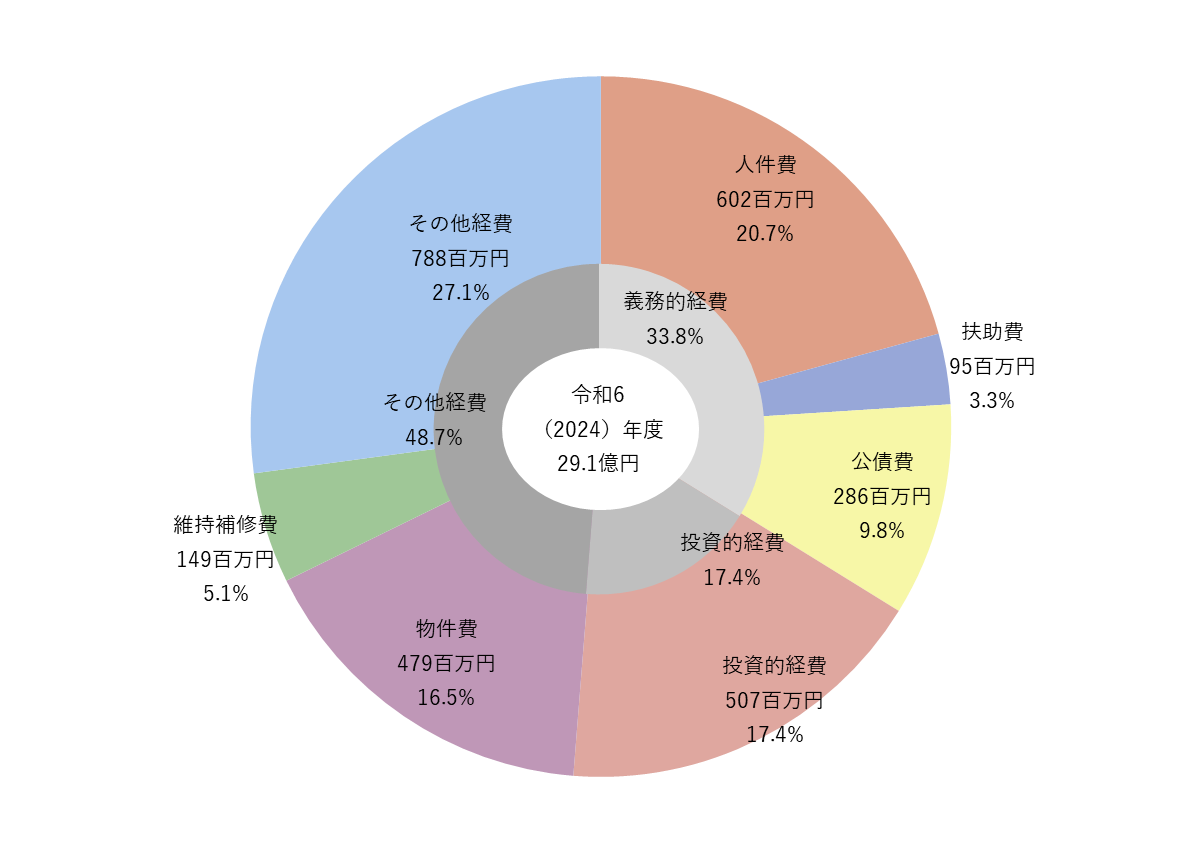 人件費
602百万円
20.7%
扶助費
95百万円
3.3%
公債費
286百万円
9.8%
投資的経費
507百万円
17.4%
物件費
479百万円
16.5%
維持補修費
149百万円
5.1%
その他経費
788百万円
27.1%
義務的経費
33.8%
投資的経費
17.4%
その他経費
48.7%
令和6
（2024）年度
29.1億円